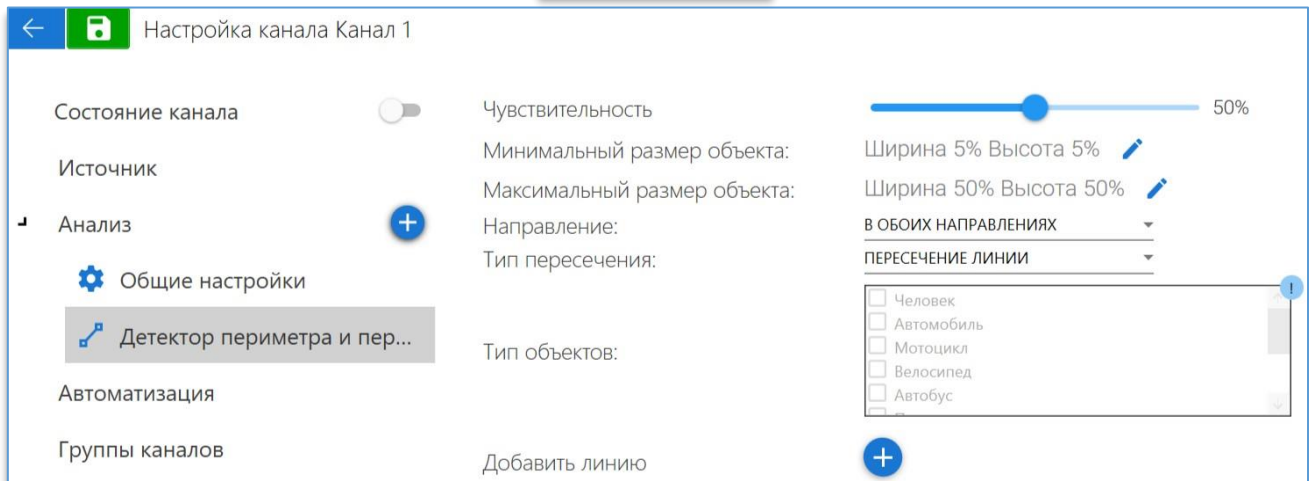 Настройка канала Канал 1
Состояние канала
Источник
Анализ
Общие настройки
Детектор периметра и пер...
Автоматизация
Группы каналов
Чувствительность
50%
Минимальный размер объекта:
Ширина 5% Высота 5%
Максимальный размер объекта:
Ширина 50% Высота 50%
Направление:
В ОБОИХ НАПРАВЛЕНИЯХ
Тип пересечения:
ПЕРЕСЕЧЕНИЕ ЛИНИИ
Тип объектов:
!
Человек
Автомобиль
Мотоцикл
Велосипед
Автобус
Добавить линию